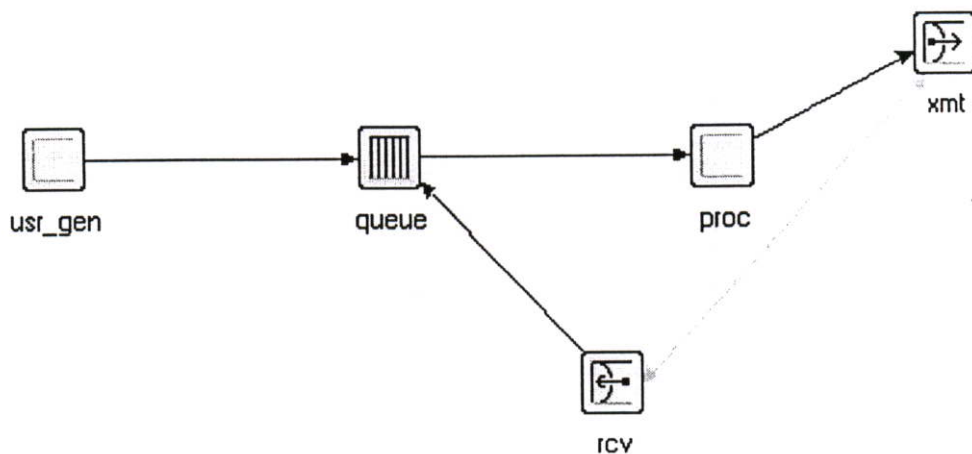 xmt
usr_gen
queue
proc
rcv